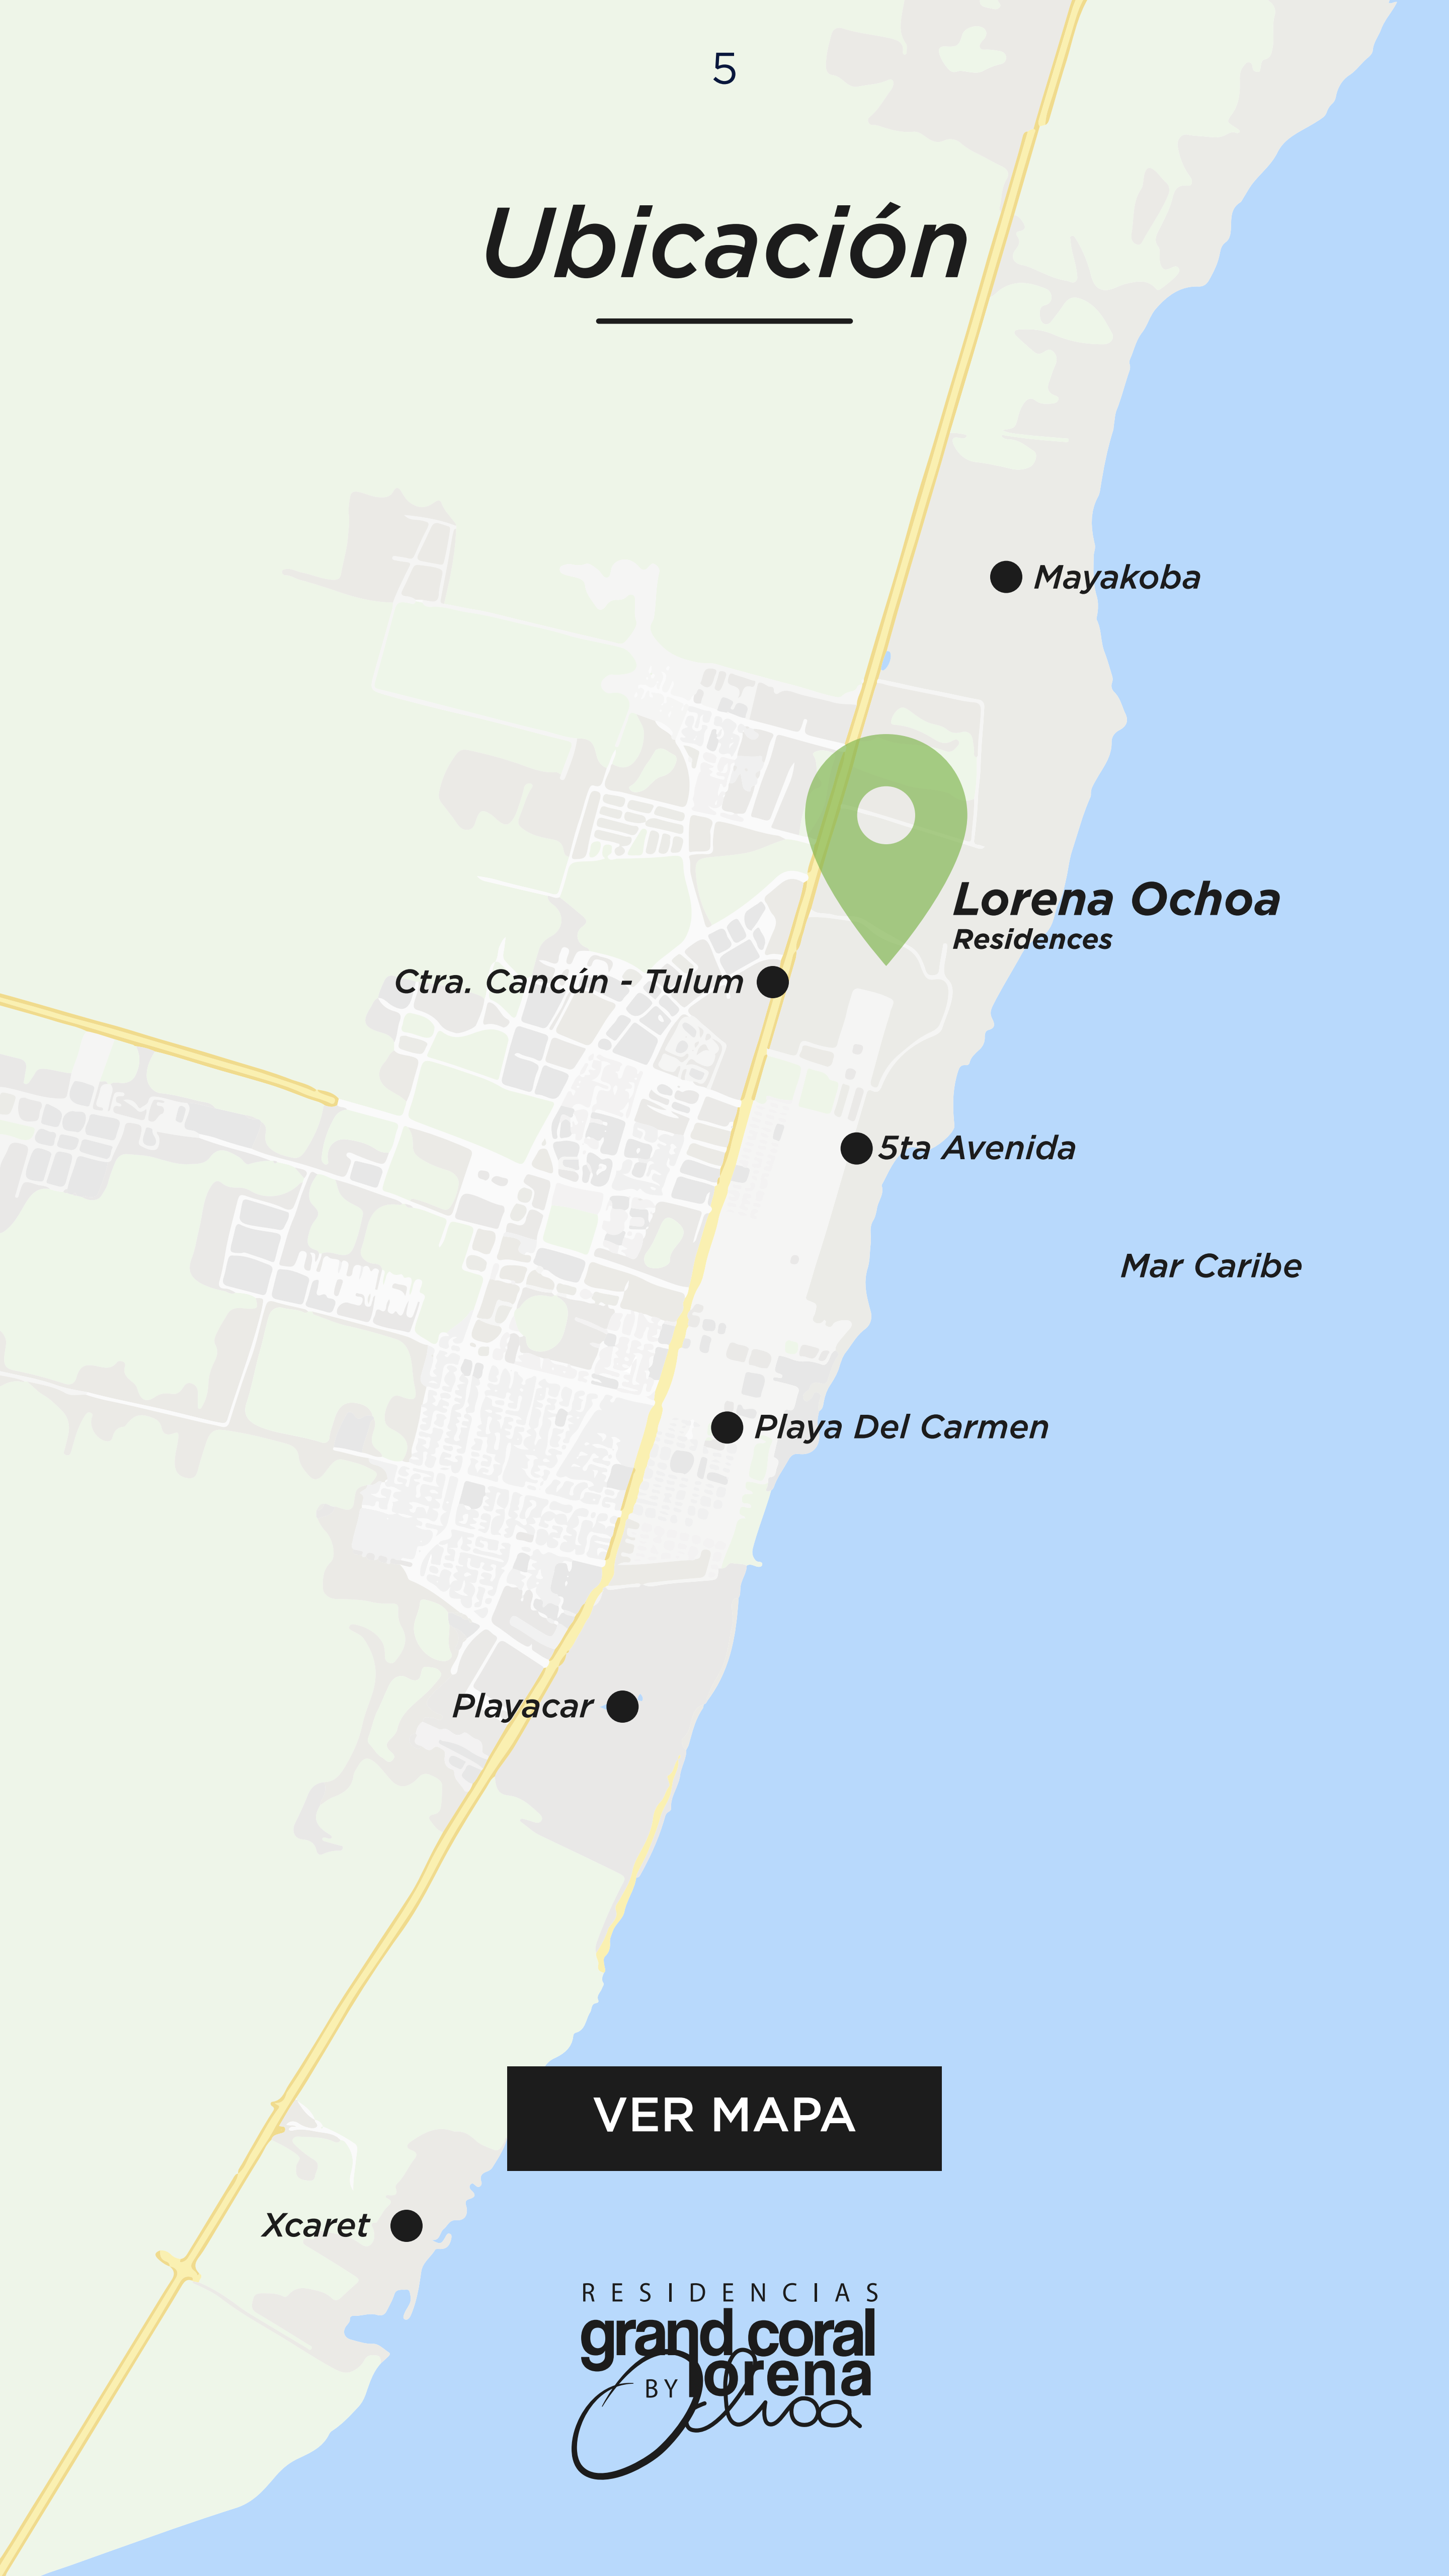 5
Ubicación
Mayakoba
Lorena Ochoa
Residences
Ctra. Cancún - Tulum
5ta Avenida
Mar Caribe
Playa Del Carmen
Playacar
VER MAPA
Xcaret
RESIDENCIAS
grand coral
BY lorena
Ochoa